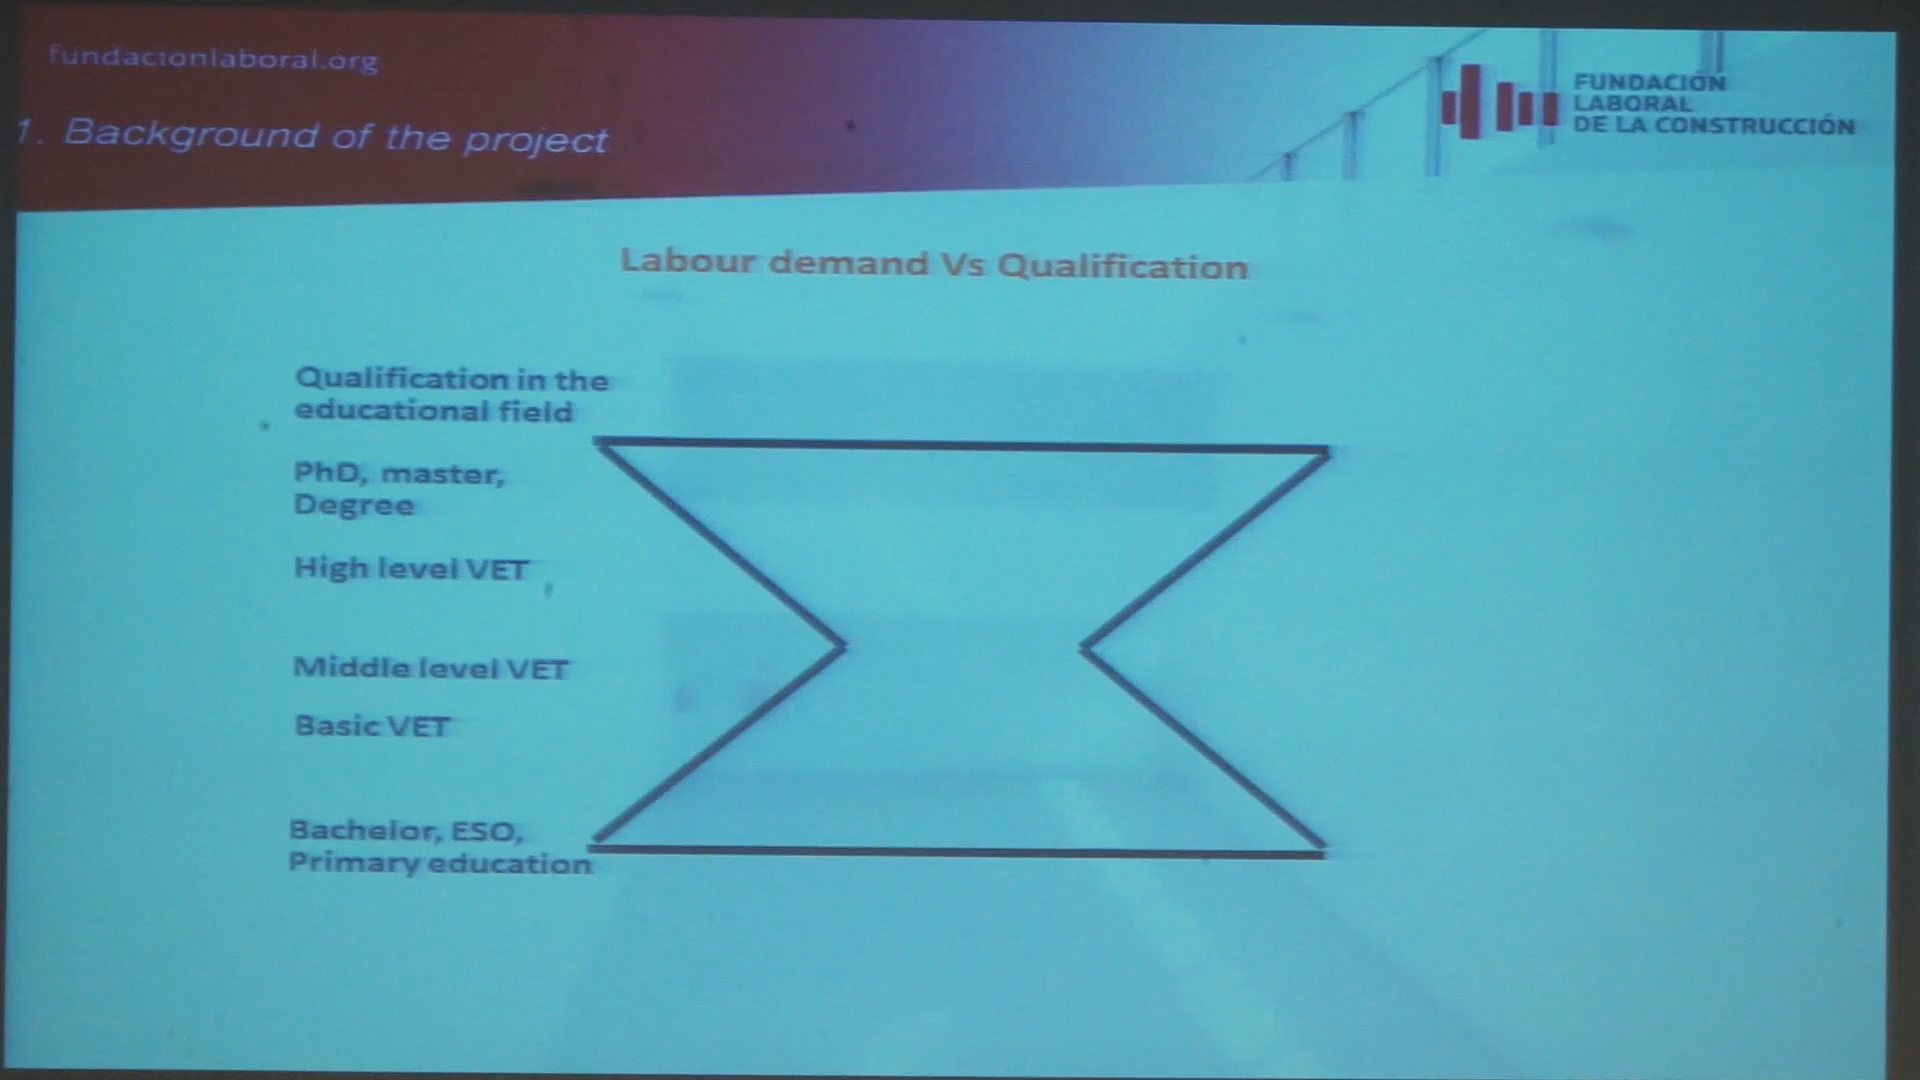 fundacionlaboral.org
1. Background of the project
FUNDACIÓN
LABORAL
DE LA CONSTRUCCIÓN
Labour demand Vs Qualification
Qualification in the
educational field
PhD, master,
Degree
High level VET
Middle level VET
Basic VET
Bachelor, ESO,
Primary education